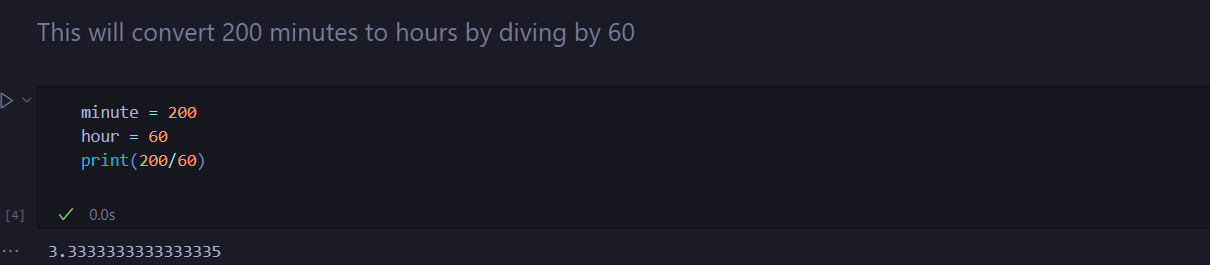 This will convert 200 minutes to hours by diving by 60
minute = 200
hour = 60
print(200/60)
[4]
0.0s
...
3.3333333333333335